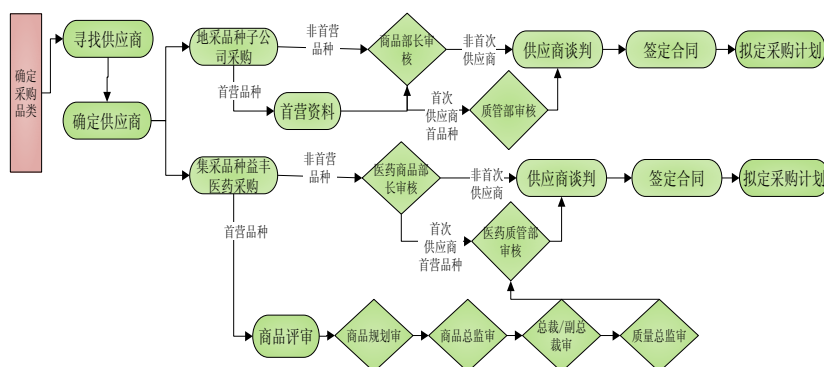 确定
采购
品类
寻找供应商
确定供应商
地采品种子公
司采购
非首营
品种
首营品种
首营资料
商品部长审
核
非首次
供应商
首次
供应商
首品种
质管部审核
供应商谈判
签定合同
拟定采购计划
集采品种益丰
医药采购
非首营
品种
首营品种
医药商品部
长审核
非首次
供应商
首次
供应商
首营品种
医药质管部
审核
供应商谈判
签定合同
拟定采购计划
商品评审
商品规划审
商品总监审
总裁/副总
裁审
质量总监审